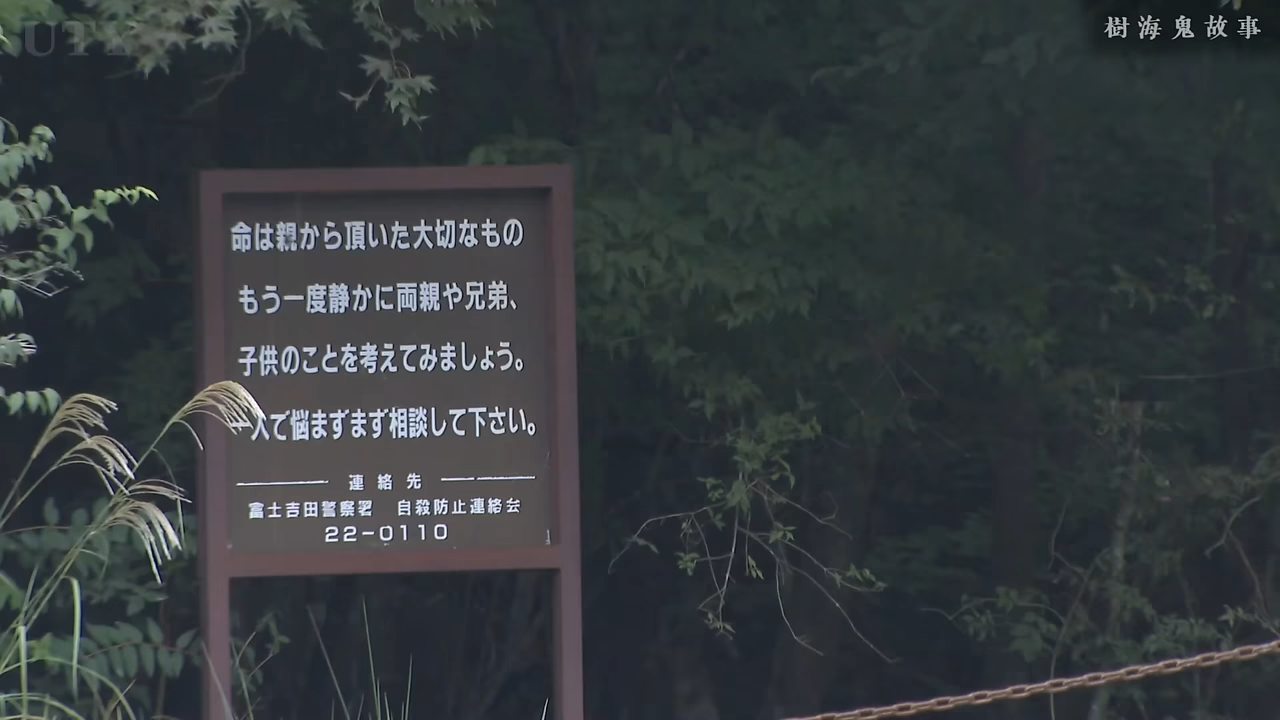 樹海鬼故事
命は親から頂いた大切なもの
もう一度静かに両親や兄弟、
子供のことを考えてみましょう。
人で悩まずまず相談して下さい。
連絡先
富士吉田警察署　自殺防止連絡会
22-0110